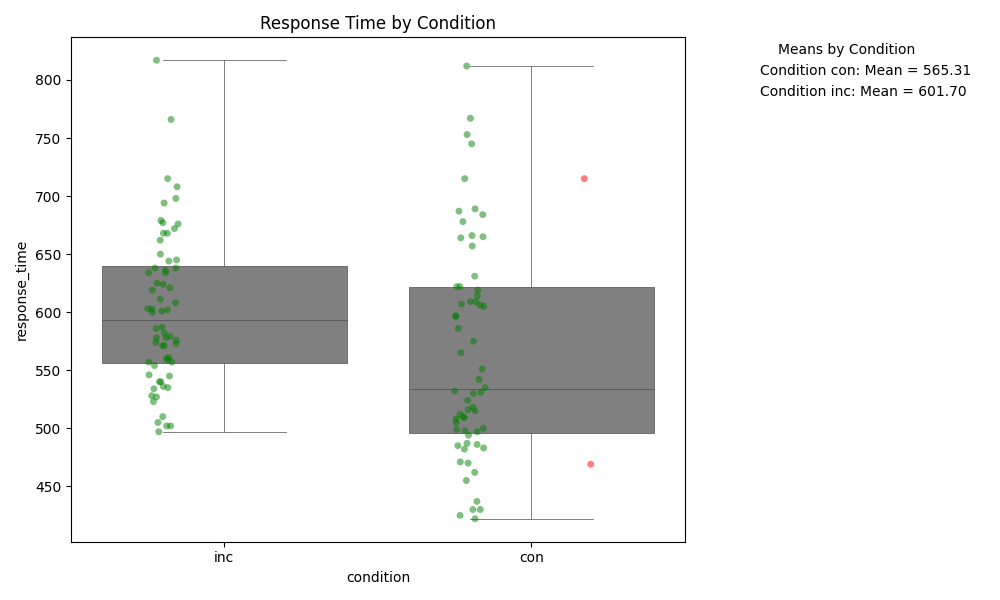 Response Time by Condition
Means by Condition
Condition con: Mean = 565.31
Condition inc: Mean = 601.70
800
750
700
650
600
550
500
450
response_time
inc
con
condition